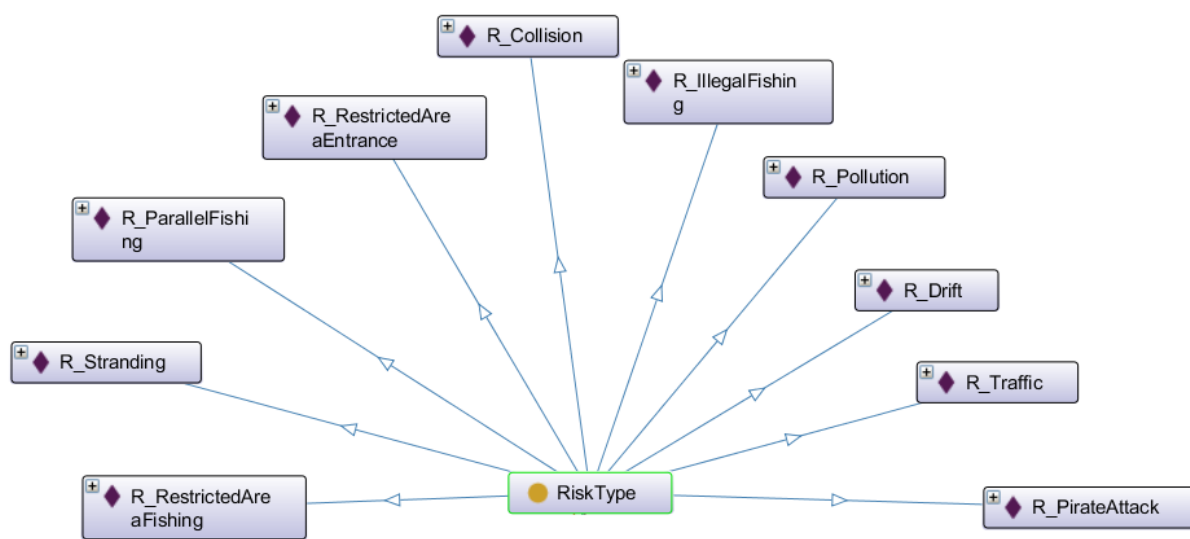 R_Collision
R_IllegalFishin
g
R_RestrictedAre
aEntrance
R_Pollution
R_ParallelFishi
ng
R_Drift
R_Stranding
R_Traffic
R_RestrictedAre
aFishing
RiskType
R_PirateAttack